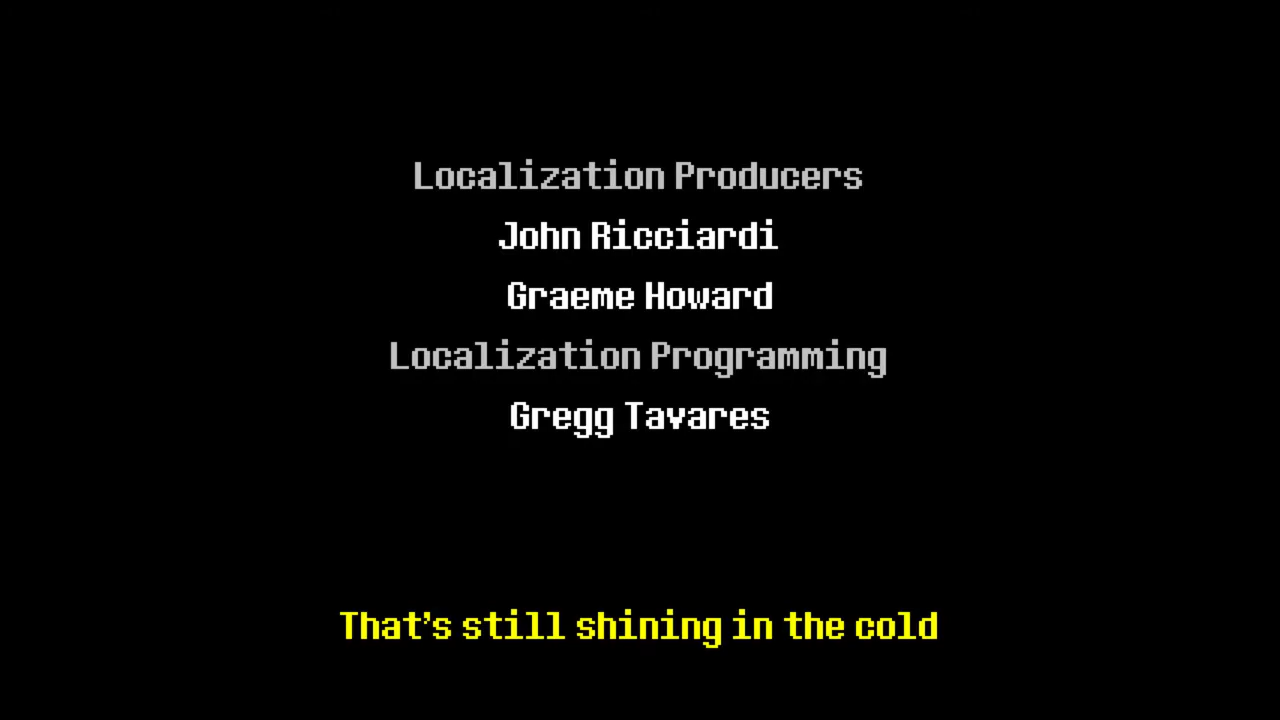 Localization Producers
John Ricciardi
Graeme Howard
Localization Programming
Gregg Tavares
That's still shining in the cold